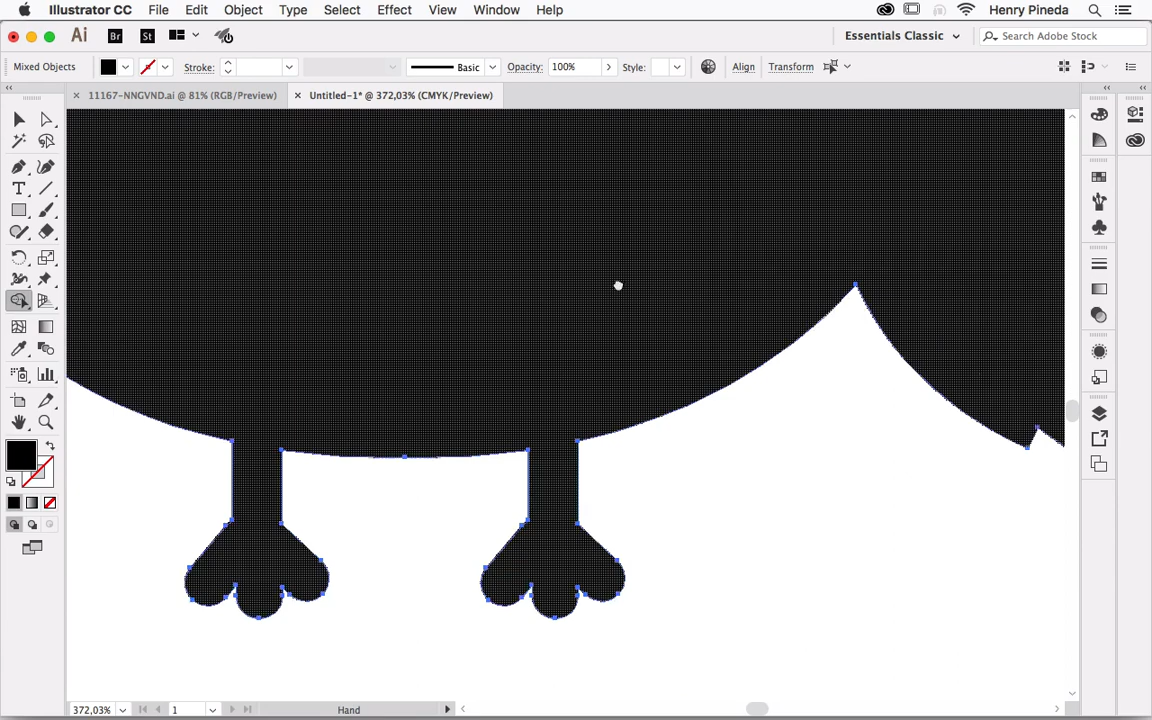 Illustrator CC File Edit Object Type Select Effect View Window Help Henry Pineda
Ai Br St Essentials Classic Search Adobe Stock
Mixed Objects Stroke: Basic Opacity: 100% Style: Align Transform
× 11167-NNGVND.ai @ 81% (RGB/Preview) × Untitled-1* @ 372,03% (CMYK/Preview)
T
372,03% 1 Hand